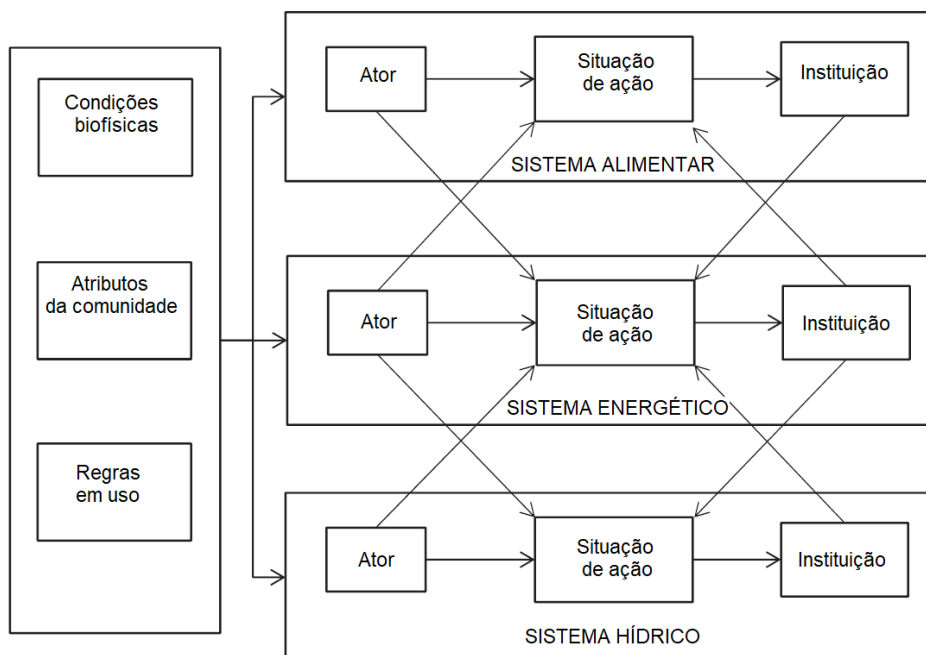 Condições
biofísicas
Atributos
da comunidade
Regras
em uso
Ator
Situação
de ação
Instituição
SISTEMA ALIMENTAR
Ator
Situação
de ação
Instituição
SISTEMA ENERGÉTICO
Ator
Situação
de ação
Instituição
SISTEMA HÍDRICO